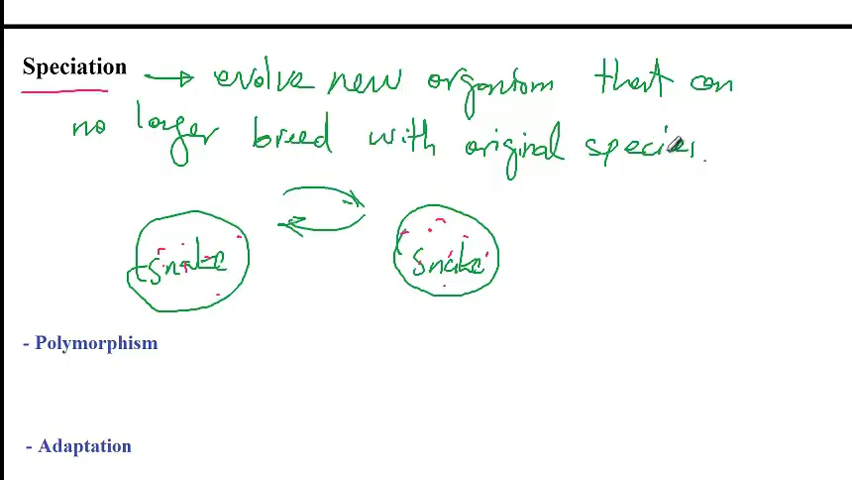 Speciation → evolve new organism that can
no longer breed with original species.
snake snake
- Polymorphism
- Adaptation